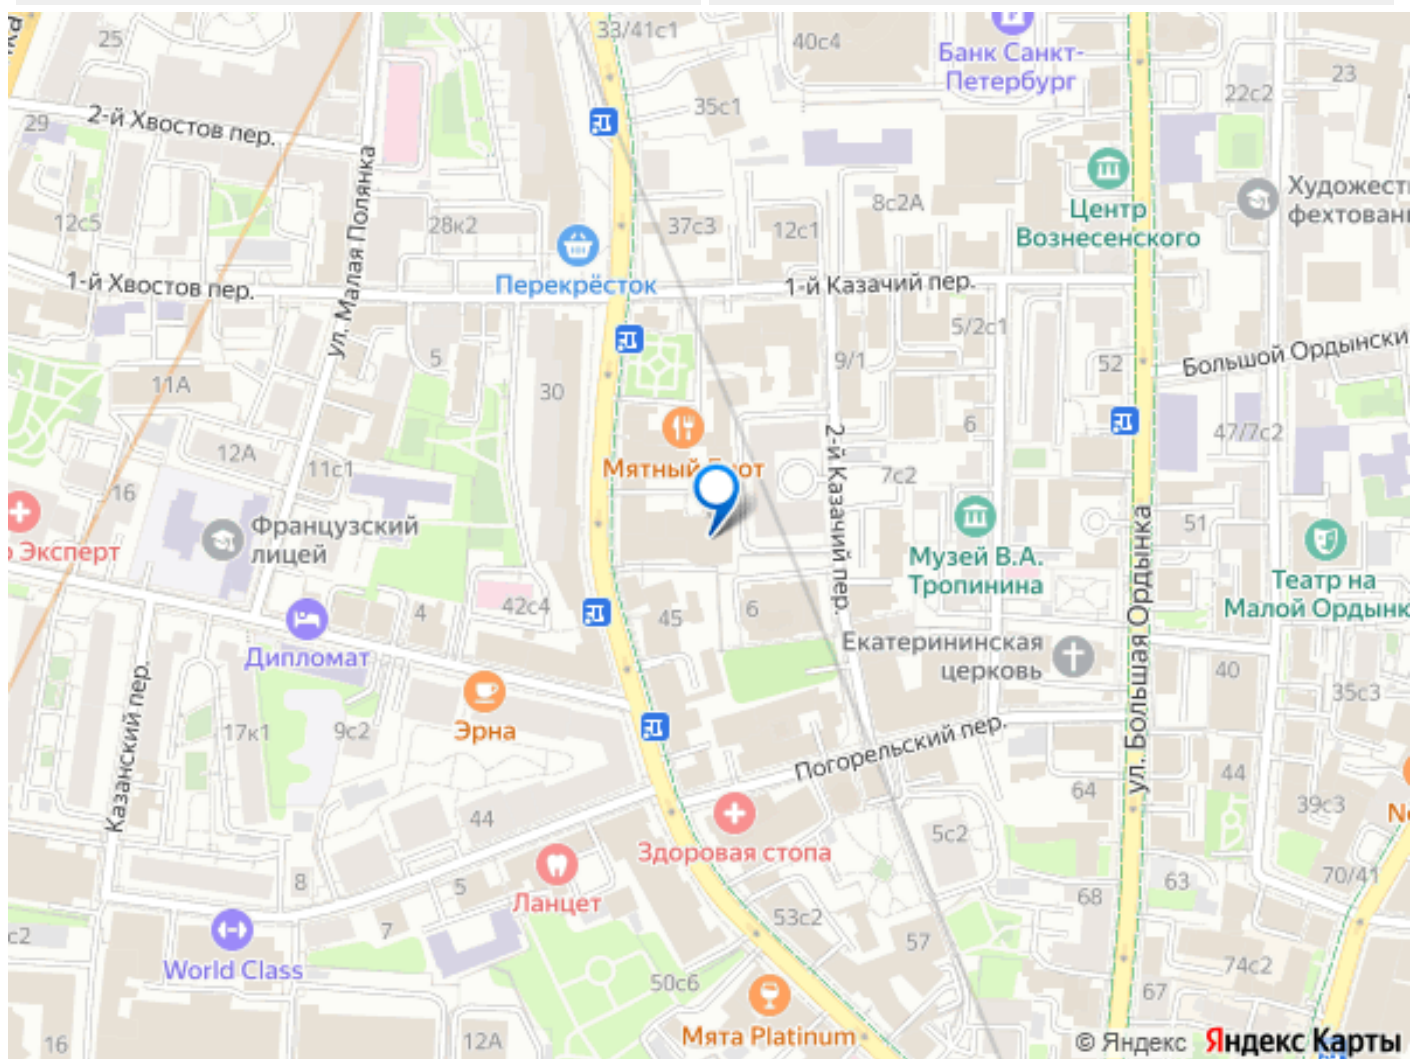 33/41с1
40с4
25
Банк Санкт-
Петербург
23
22с2
35с1
2-й Хвостов пер.
29
ул. Малая Полянка
Художест
фехтован
Центр
Вознесенского
8с2А
12с5
28к2
37с3
12с1
1-й Хвостов пер.
Перекрёсток
1-й Казачий пер.
5/2с1
Большой Ордынски
5
9/1
52
11А
30
6
47/7с2
12А
11с1
Мятный
2-й Казачий пер.
7с2
16
Французский
лицей
51
Эксперт
Музей В.А.
Тропинина
ул. Большая Ордынка
Театр на
Малой Ордынк
42с4
4
45
6
Дипломат
Екатерининская
церковь
40
35с3
Казанский пер.
17к1
9с2
Эрна
Погорельский пер.
44
64
39с3
44
5с2
Здоровая стопа
8
5
Ланцет
63
70/41
68
53с2
с2
7
57
World Class
74с2
50с6
67
Мята Platinum
16
12А
© Яндекс Яндекс Карты